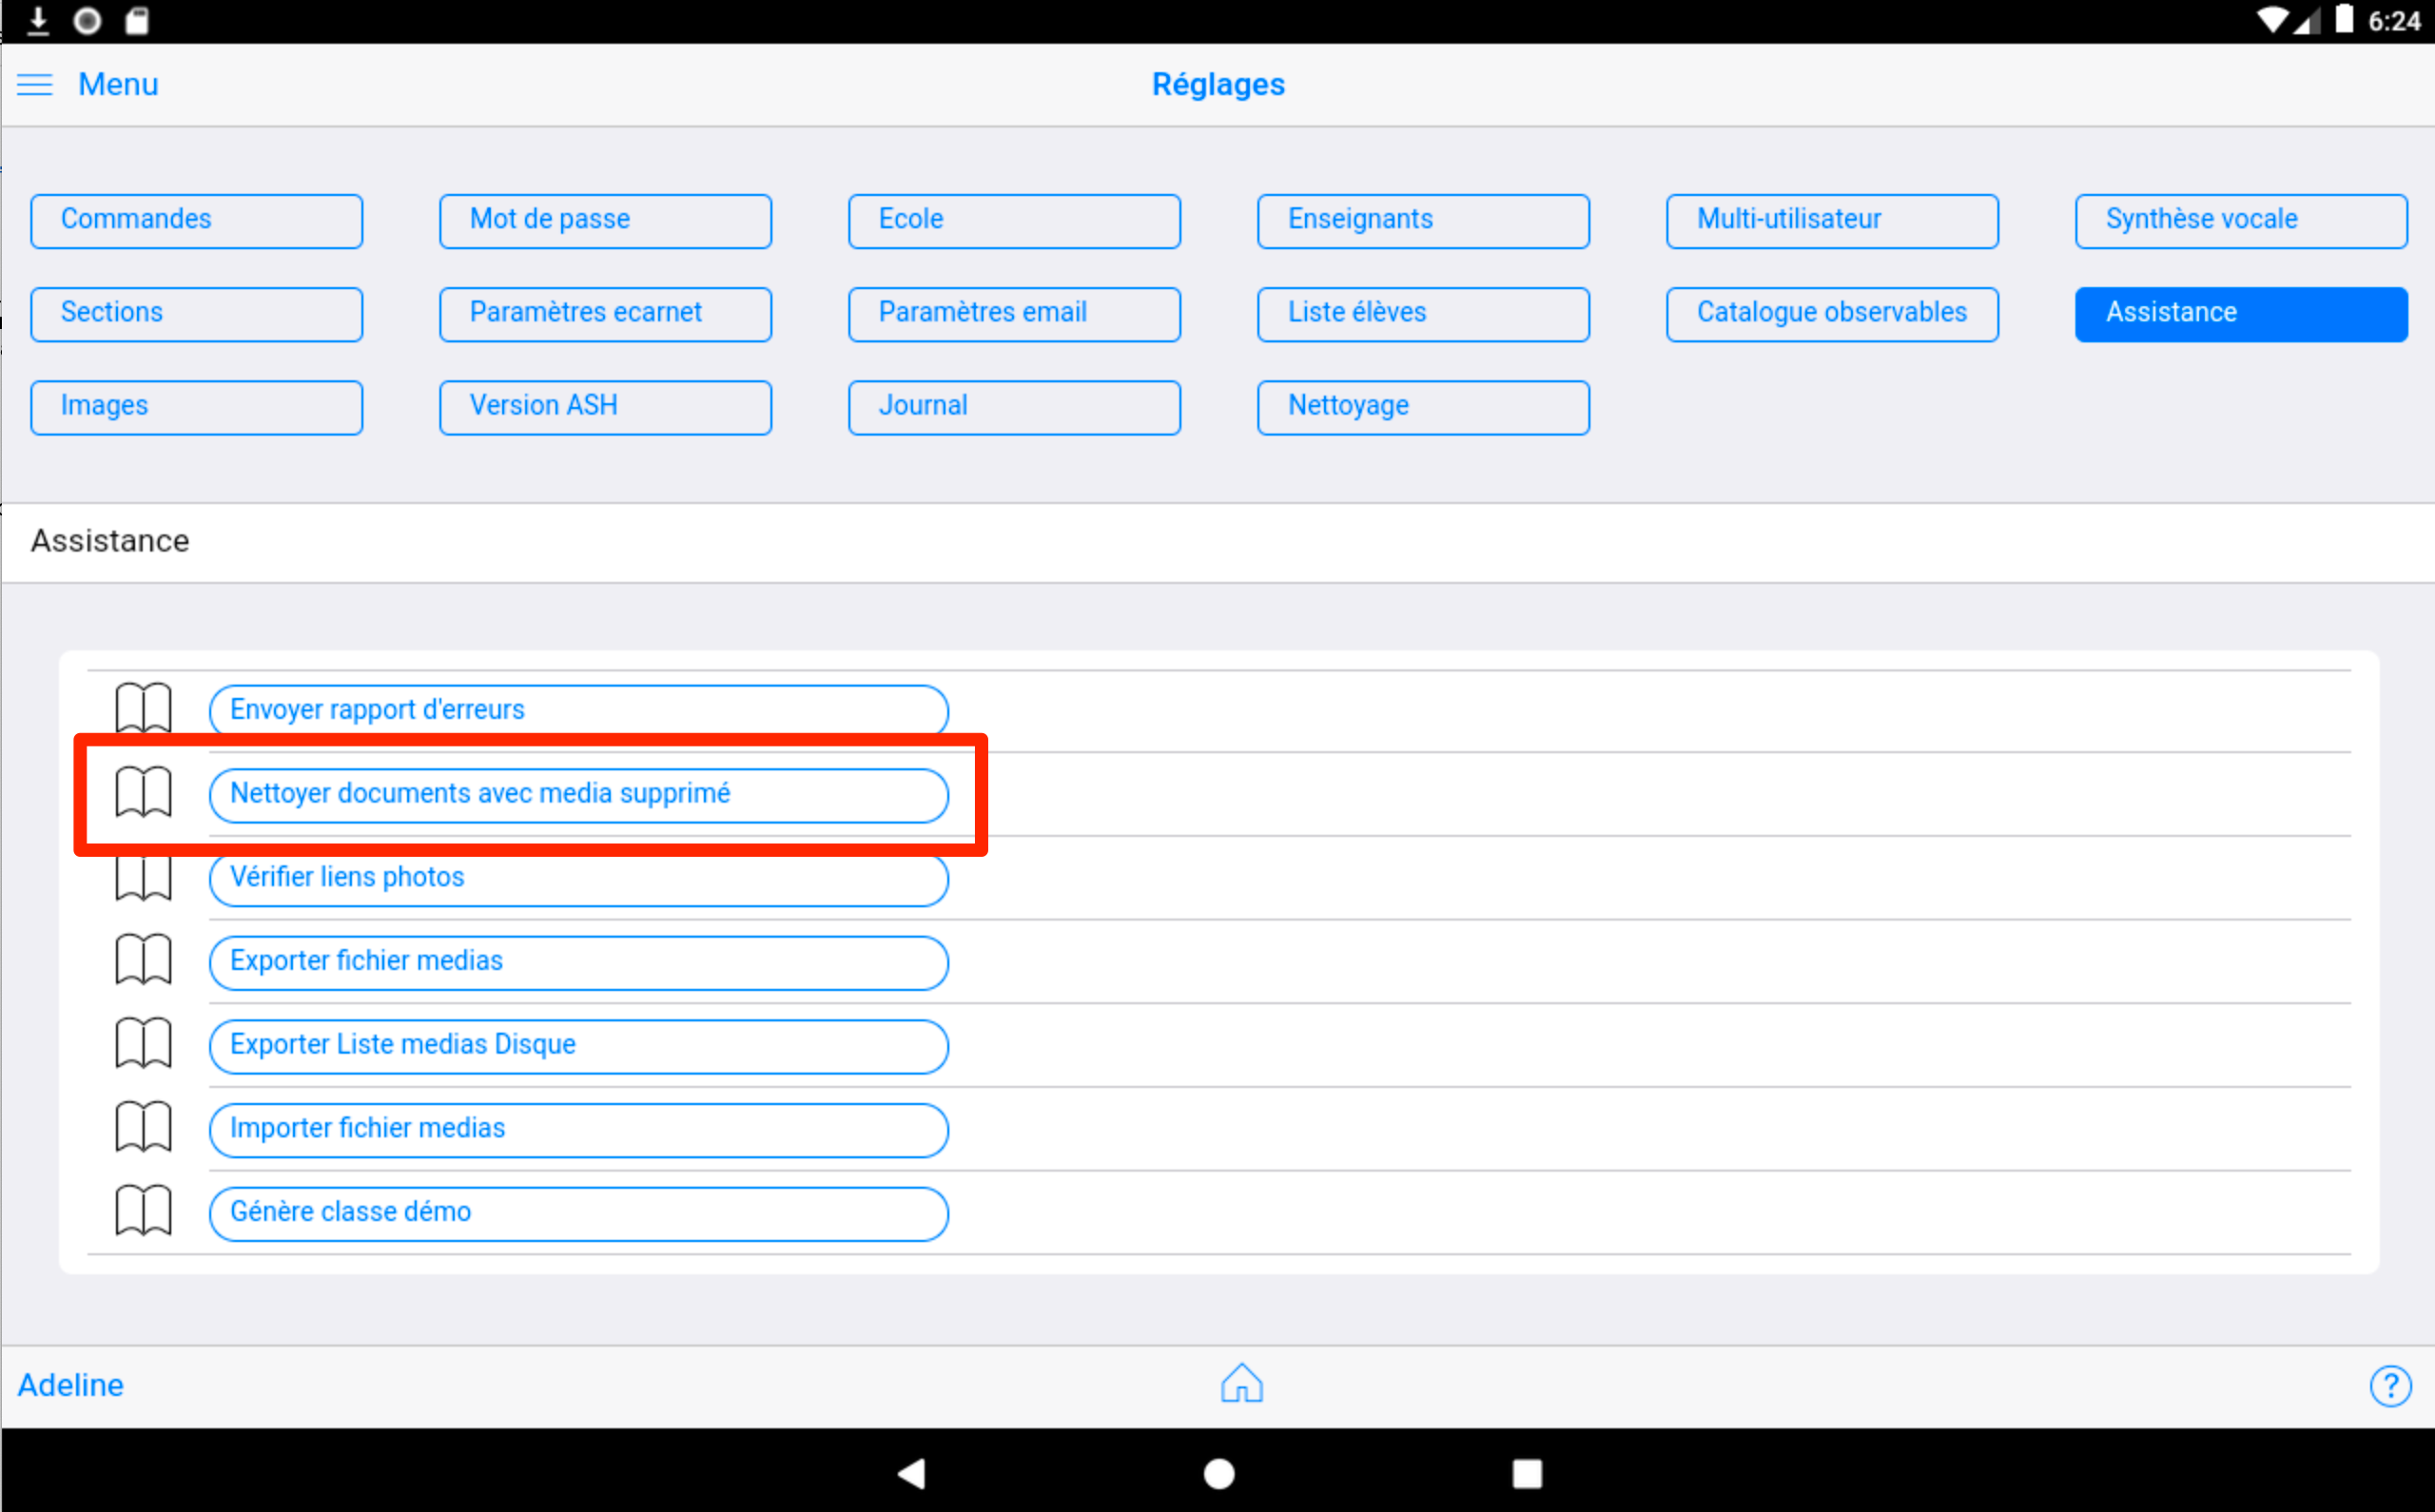 6:24
Menu
Réglages
Commandes Mot de passe Ecole Enseignants Multi-utilisateur Synthèse vocale
Sections Paramètres ecarnet Paramètres email Liste élèves Catalogue observables Assistance
Images Version ASH Journal Nettoyage
Assistance
Envoyer rapport d'erreurs
Nettoyer documents avec media supprimé
Vérifier liens photos
Exporter fichier medias
Exporter Liste medias Disque
Importer fichier medias
Génère classe démo
Adeline
?